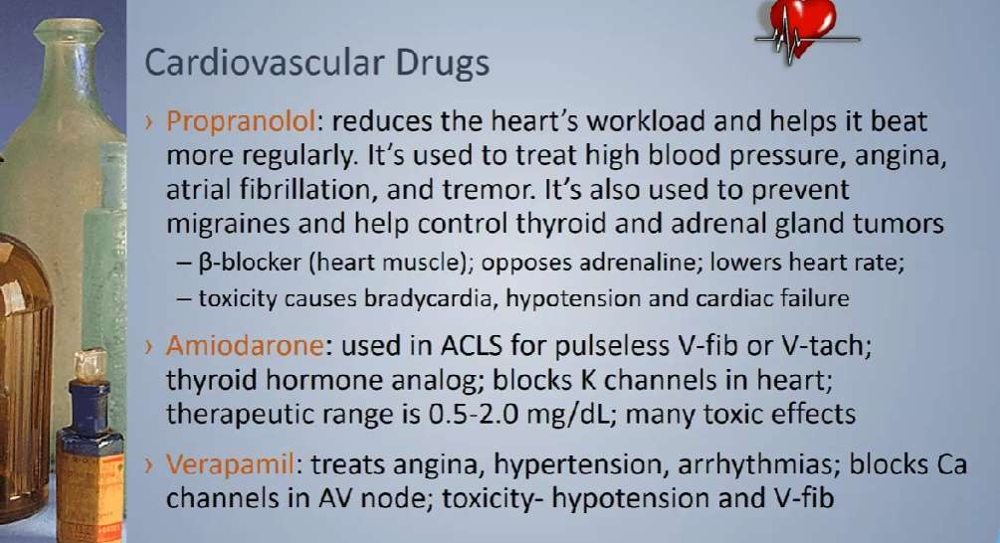 Cardiovascular Drugs
› Propranolol: reduces the heart's workload and helps it beat
more regularly. It's used to treat high blood pressure, angina,
atrial fibrillation, and tremor. It's also used to prevent
migraines and help control thyroid and adrenal gland tumors
– β-blocker (heart muscle); opposes adrenaline; lowers heart rate;
– toxicity causes bradycardia, hypotension and cardiac failure
› Amiodarone: used in ACLS for pulseless V-fib or V-tach;
thyroid hormone analog; blocks K channels in heart;
therapeutic range is 0.5-2.0 mg/dL; many toxic effects
› Verapamil: treats angina, hypertension, arrhythmias; blocks Ca
channels in AV node; toxicity- hypotension and V-fib